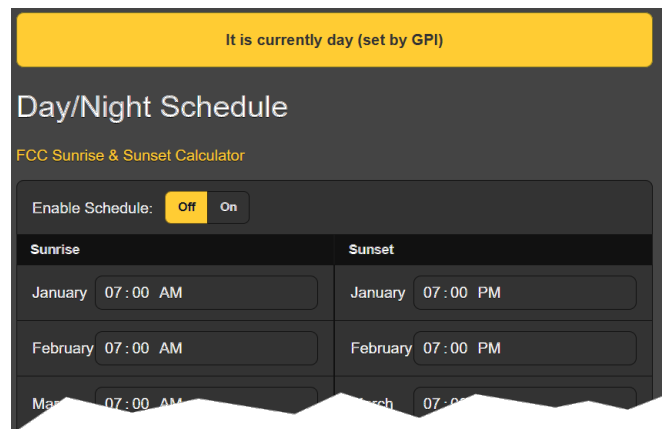 It is currently day (set by GPI)
Day/Night Schedule
FCC Sunrise & Sunset Calculator
Enable Schedule: Off On
Sunrise Sunset
January 07:00 AM January 07:00 PM
February 07:00 AM February 07:00 PM
07:00 AM